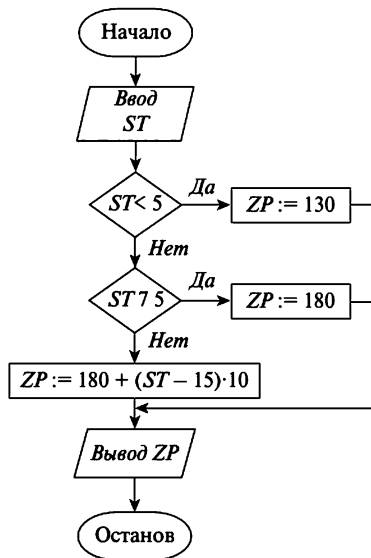 Начало
Ввод
ST
ST< 5
Да
ZP := 130
Нет
ST 7 5
Да
ZP := 180
Нет
ZP := 180 + (ST – 15)·10
Вывод ZP
Останов